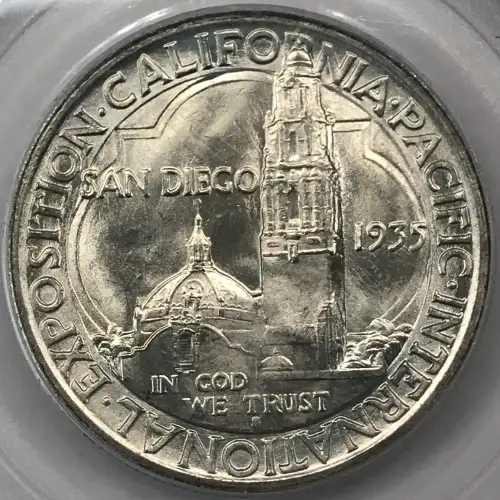 CALIFORNIA · PACIFIC · INTERNATIONAL · EXPOSITION ·
SAN DIEGO
1935
IN GOD
WE TRUST